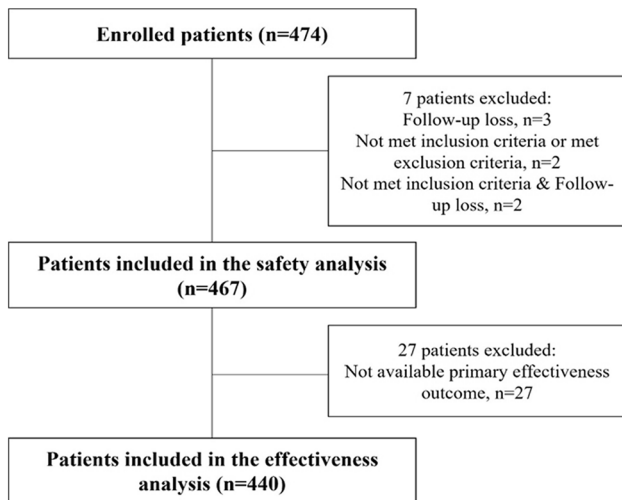 Enrolled patients (n=474)
7 patients excluded:
Follow-up loss, n=3
Not met inclusion criteria or met
exclusion criteria, n=2
Not met inclusion criteria & Follow-
up loss, n=2
Patients included in the safety analysis
(n=467)
27 patients excluded:
Not available primary effectiveness
outcome, n=27
Patients included in the effectiveness
analysis (n=440)